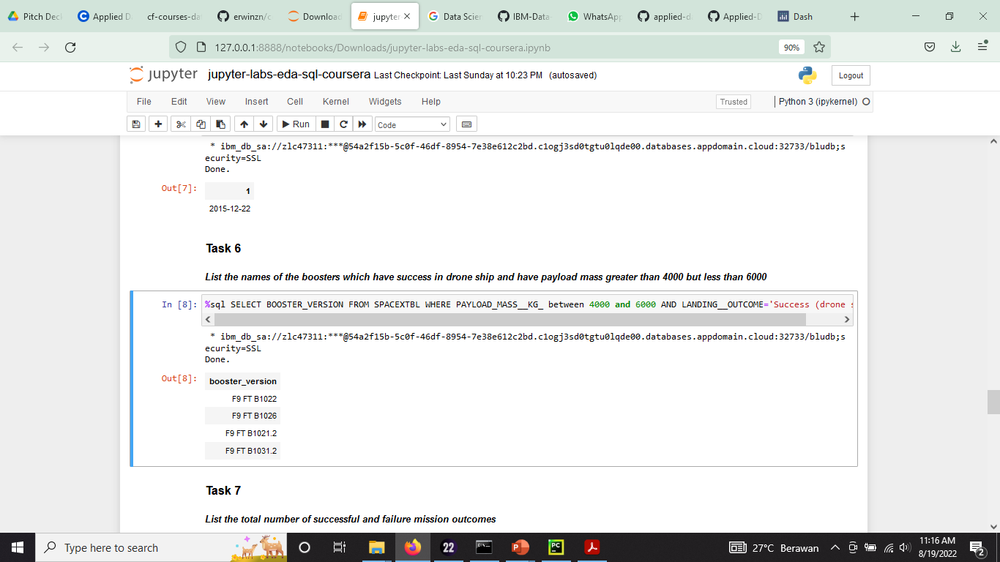 Pitch Deck
Applied D
cf-courses-da
erwinzn/c
Download
jupyter
Data Scien
IBM-Data-
WhatsApp
applied-d
Applied-D
Dash
127.0.0.1:8888/notebooks/Downloads/jupyter-labs-eda-sql-coursera.ipynb
90%
jupyter jupyter-labs-eda-sql-coursera Last Checkpoint: Last Sunday at 10:23 PM (autosaved)
Logout
File Edit View Insert Cell Kernel Widgets Help
Trusted
Python 3 (ipykernel)
Run
Code
* ibm_db_sa://zlc47311:***@54a2f15b-5c0f-46df-8954-7e38e612c2bd.c1ogj3sd0tgtu0lqde00.databases.appdomain.cloud:32733/bludb;s
ecurity=SSL
Done.
Out[7]:
1
2015-12-22
Task 6
List the names of the boosters which have success in drone ship and have payload mass greater than 4000 but less than 6000
In [8]: %sql SELECT BOOSTER_VERSION FROM SPACEXTBL WHERE PAYLOAD_MASS__KG_ between 4000 and 6000 AND LANDING__OUTCOME='Success (drone s
* ibm_db_sa://zlc47311:***@54a2f15b-5c0f-46df-8954-7e38e612c2bd.c1ogj3sd0tgtu0lqde00.databases.appdomain.cloud:32733/bludb;s
ecurity=SSL
Done.
Out[8]:
booster_version
F9 FT B1022
F9 FT B1026
F9 FT B1021.2
F9 FT B1031.2
Task 7
List the total number of successful and failure mission outcomes
Type here to search
22
PC
27°C Berawan
11:16 AM
8/19/2022
2